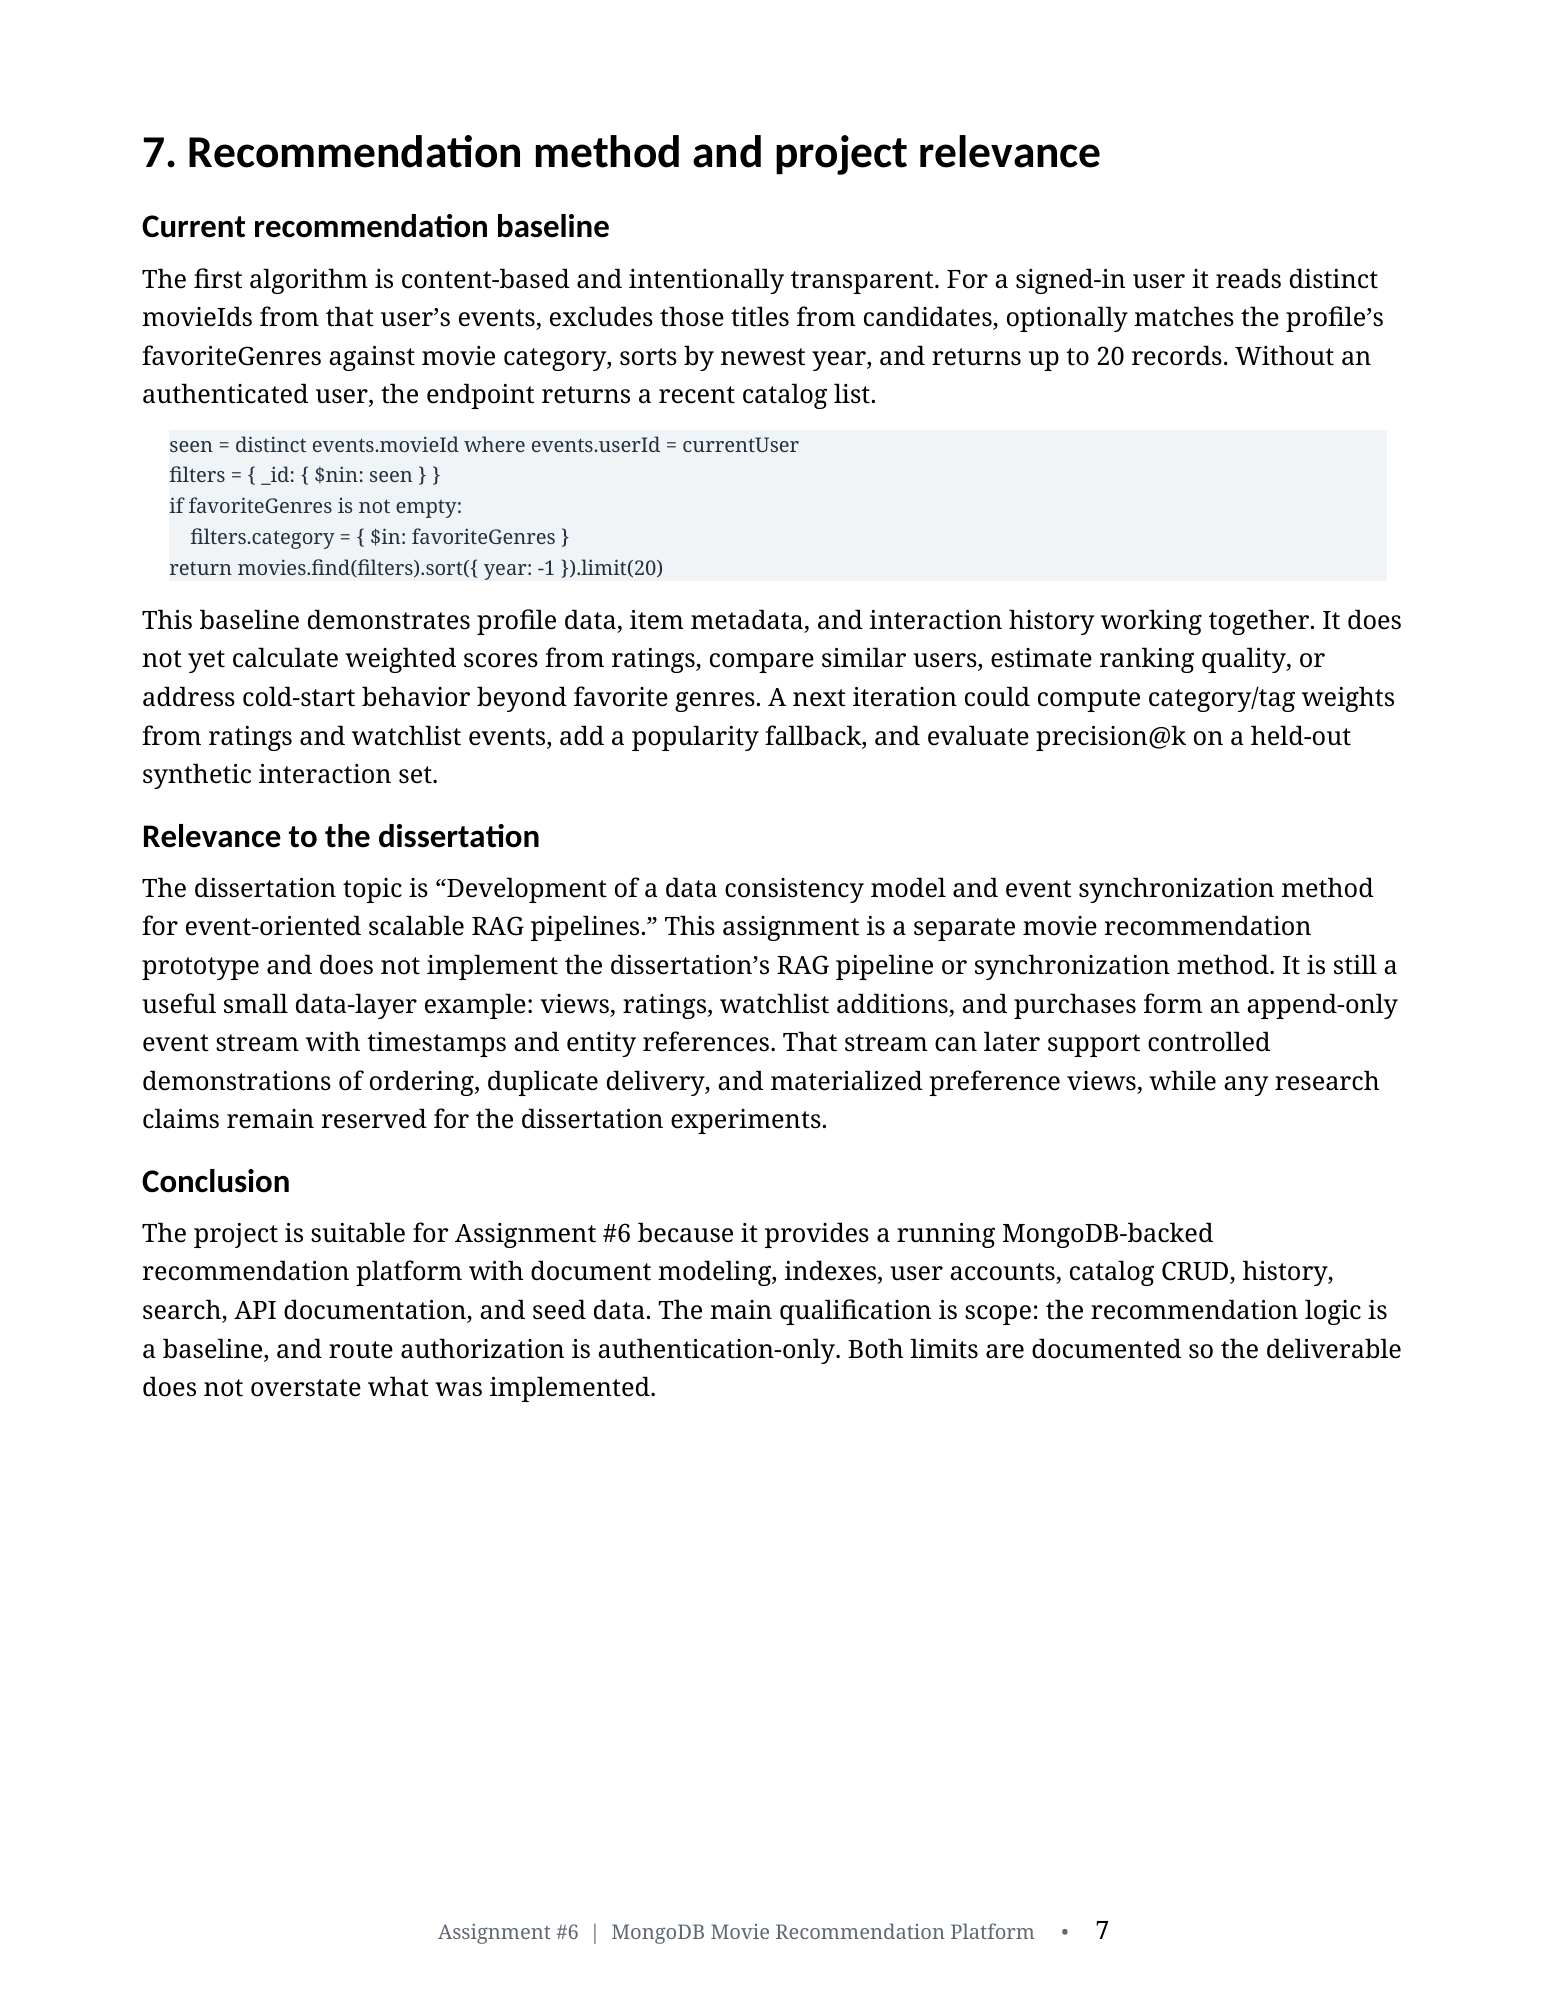 7. Recommendation method and project relevance
Current recommendation baseline
The first algorithm is content-based and intentionally transparent. For a signed-in user it reads distinct
movieIds from that user’s events, excludes those titles from candidates, optionally matches the profile’s
favoriteGenres against movie category, sorts by newest year, and returns up to 20 records. Without an
authenticated user, the endpoint returns a recent catalog list.
seen = distinct events.movieId where events.userId = currentUser
filters = { _id: { $nin: seen } }
if favoriteGenres is not empty:
    filters.category = { $in: favoriteGenres }
return movies.find(filters).sort({ year: -1 }).limit(20)
This baseline demonstrates profile data, item metadata, and interaction history working together. It does
not yet calculate weighted scores from ratings, compare similar users, estimate ranking quality, or
address cold-start behavior beyond favorite genres. A next iteration could compute category/tag weights
from ratings and watchlist events, add a popularity fallback, and evaluate precision@k on a held-out
synthetic interaction set.
Relevance to the dissertation
The dissertation topic is “Development of a data consistency model and event synchronization method
for event-oriented scalable RAG pipelines.” This assignment is a separate movie recommendation
prototype and does not implement the dissertation’s RAG pipeline or synchronization method. It is still a
useful small data-layer example: views, ratings, watchlist additions, and purchases form an append-only
event stream with timestamps and entity references. That stream can later support controlled
demonstrations of ordering, duplicate delivery, and materialized preference views, while any research
claims remain reserved for the dissertation experiments.
Conclusion
The project is suitable for Assignment #6 because it provides a running MongoDB-backed
recommendation platform with document modeling, indexes, user accounts, catalog CRUD, history,
search, API documentation, and seed data. The main qualification is scope: the recommendation logic is
a baseline, and route authorization is authentication-only. Both limits are documented so the deliverable
does not overstate what was implemented.
Assignment #6 | MongoDB Movie Recommendation Platform • 7